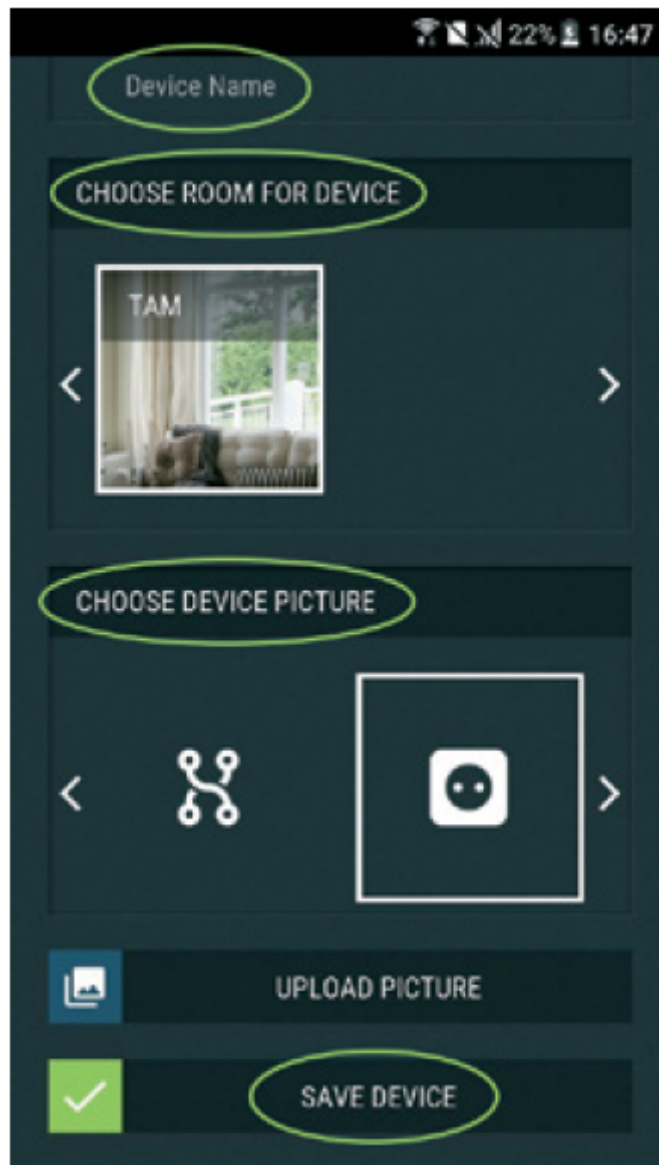 22% 16:47
Device Name
CHOOSE ROOM FOR DEVICE
TAM
CHOOSE DEVICE PICTURE
UPLOAD PICTURE
SAVE DEVICE